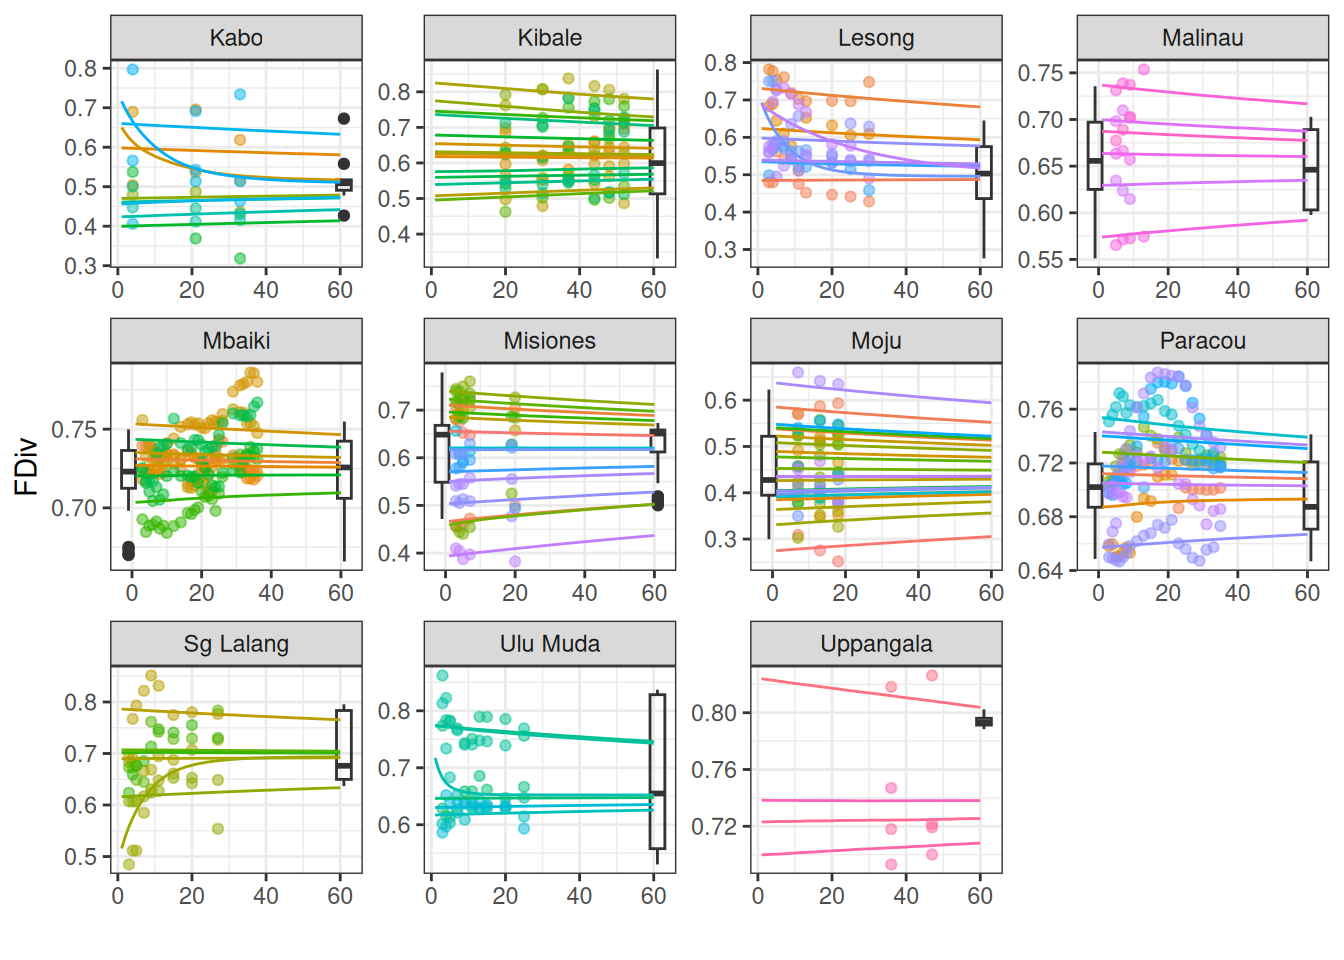 Kabo Kibale Lesong Malinau
0.8 0.7 0.6 0.5 0.4 0.3
0.8 0.7 0.6 0.5 0.4
0.8 0.7 0.6 0.5 0.4 0.3
0.75 0.70 0.65 0.60 0.55
0 20 40 60 0 20 40 60 0 20 40 60 0 20 40 60
Mbaiki Misiones Moju Paracou
FDiv
0.75 0.70
0.7 0.6 0.5 0.4
0.6 0.5 0.4 0.3
0.76 0.72 0.68 0.64
0 20 40 60 0 20 40 60 0 20 40 60 0 20 40 60
Sg Lalang Ulu Muda Uppangala
0.8 0.7 0.6 0.5
0.8 0.7 0.6
0.80 0.76 0.72
0 20 40 60 0 20 40 60 0 20 40 60